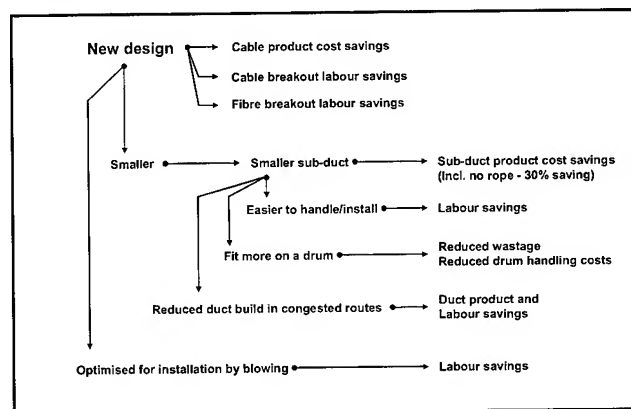 New design
Cable product cost savings
Cable breakout labour savings
Fibre breakout labour savings
Smaller
Smaller sub-duct
Sub-duct product cost savings
(Incl. no rope - 30% saving)
Easier to handle/install
Labour savings
Fit more on a drum
Reduced wastage
Reduced drum handling costs
Reduced duct build in congested routes
Duct product and
Labour savings
Optimised for installation by blowing
Labour savings